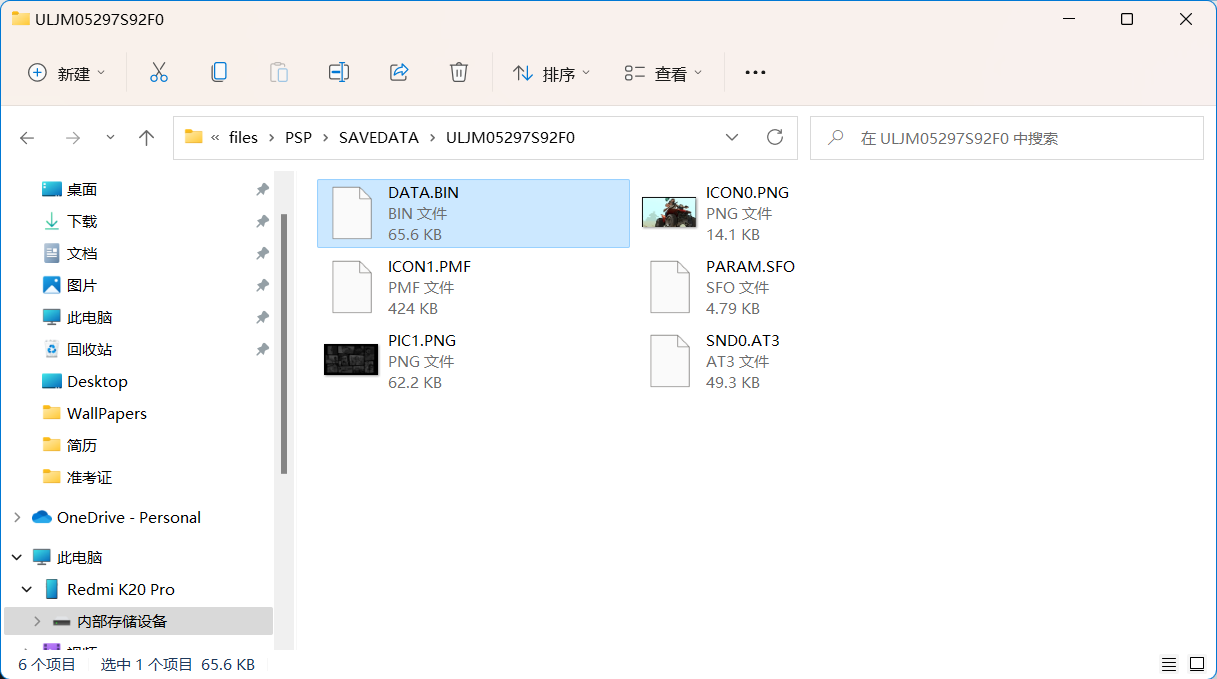 ULJM05297S92F0
新建
排序
查看
« files › PSP › SAVEDATA › ULJM05297S92F0
在 ULJM05297S92F0 中搜索
桌面
下载
文档
图片
此电脑
回收站
Desktop
WallPapers
简历
准考证
OneDrive - Personal
此电脑
Redmi K20 Pro
内部存储设备
视频
DATA.BIN
BIN 文件
65.6 KB
ICON0.PNG
PNG 文件
14.1 KB
ICON1.PMF
PMF 文件
424 KB
PARAM.SFO
SFO 文件
4.79 KB
PIC1.PNG
PNG 文件
62.2 KB
SND0.AT3
AT3 文件
49.3 KB
6 个项目 选中 1 个项目 65.6 KB